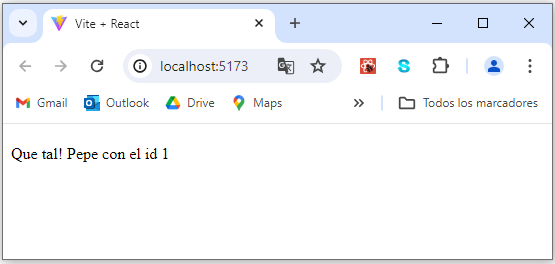 Vite + React
localhost:5173
Gmail Outlook Drive Maps » Todos los marcadores
Que tal! Pepe con el id 1